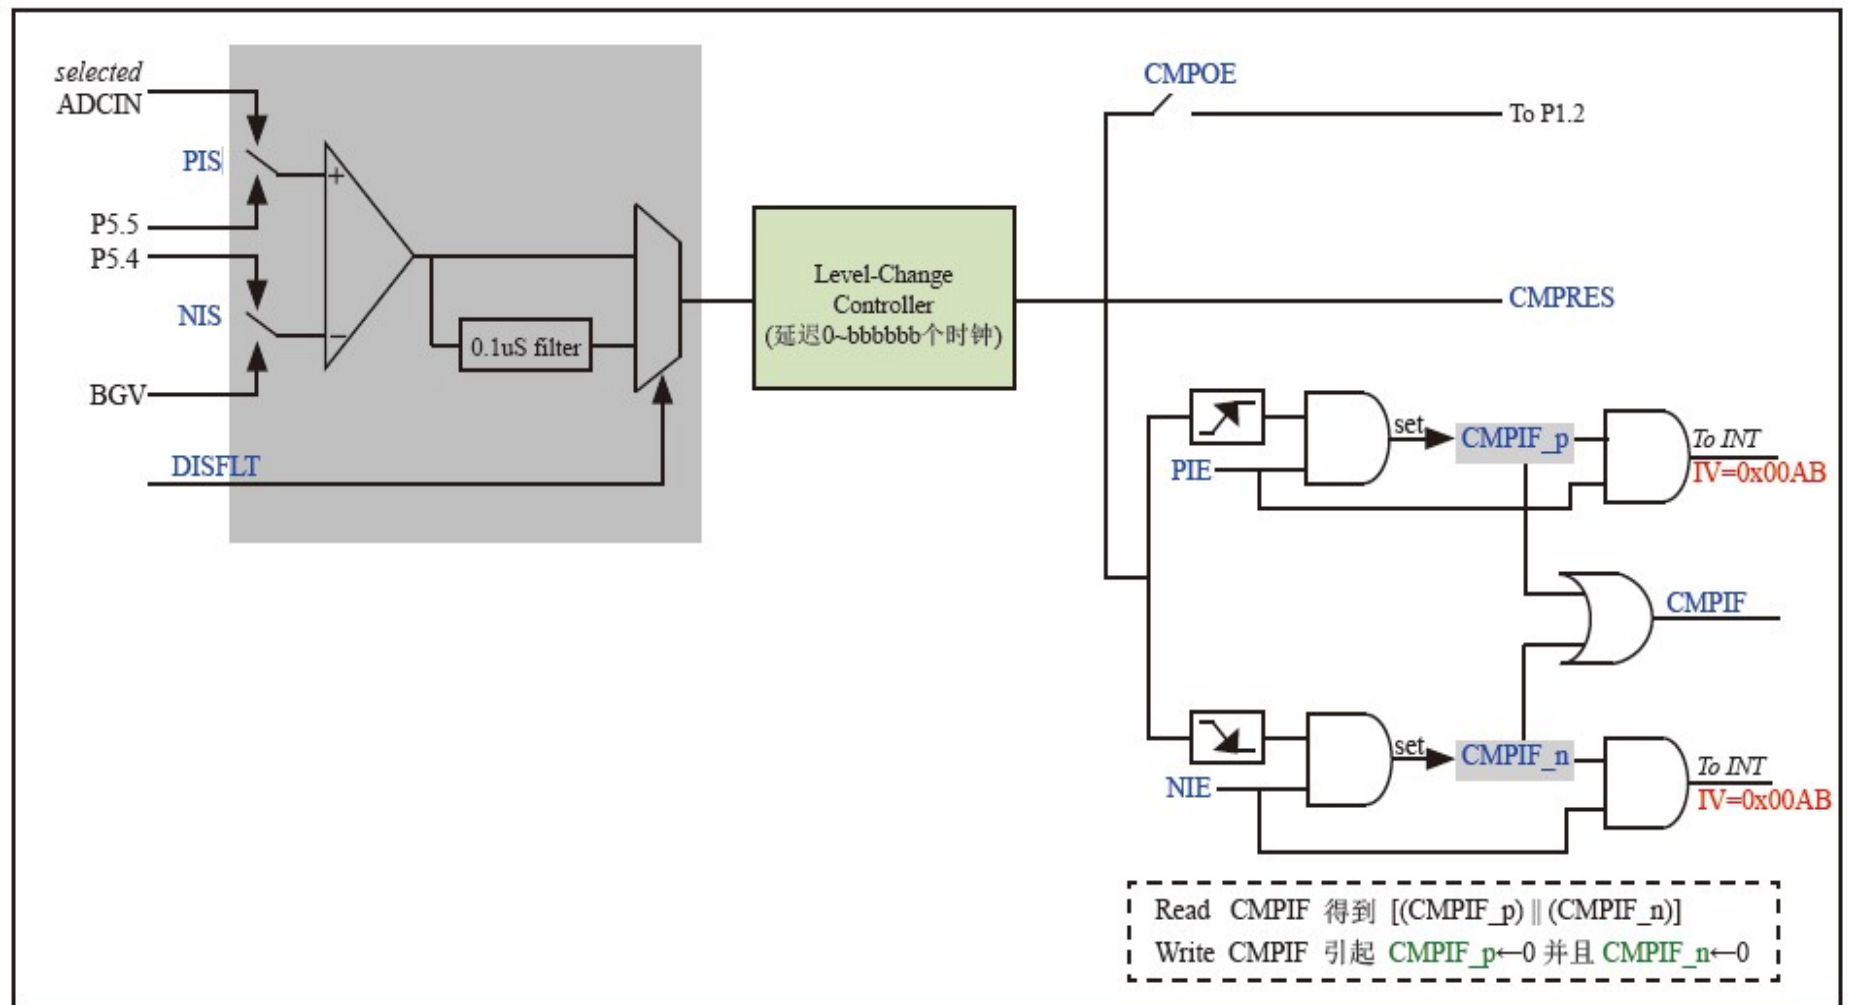 selected
ADCIN
PIS
P5.5
P5.4
NIS
BGV
DISFLT
+
−
0.1uS filter
Level-Change
Controller
(延迟0~bbbbbb个时钟)
CMPOE
To P1.2
CMPRES
PIE
set
CMPIF_p
To INT
IV=0x00AB
CMPIF
NIE
set
CMPIF_n
To INT
IV=0x00AB
Read CMPIF 得到 [(CMPIF_p) || (CMPIF_n)]
Write CMPIF 引起 CMPIF_p←0 并且 CMPIF_n←0